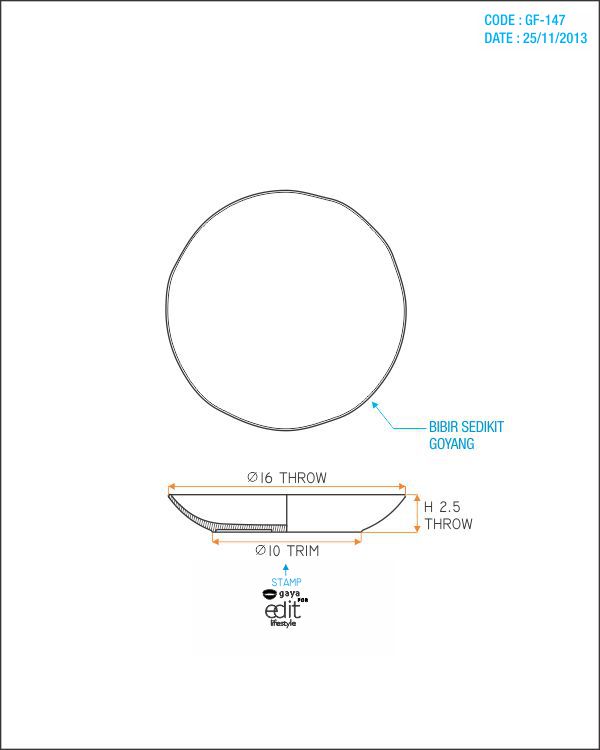 CODE : GF-147
DATE : 25/11/2013
BIBIR SEDIKIT
GOYANG
Ø16 THROW
H 2.5
THROW
Ø10 TRIM
STAMP
gaya
FOR
edit
lifestyle